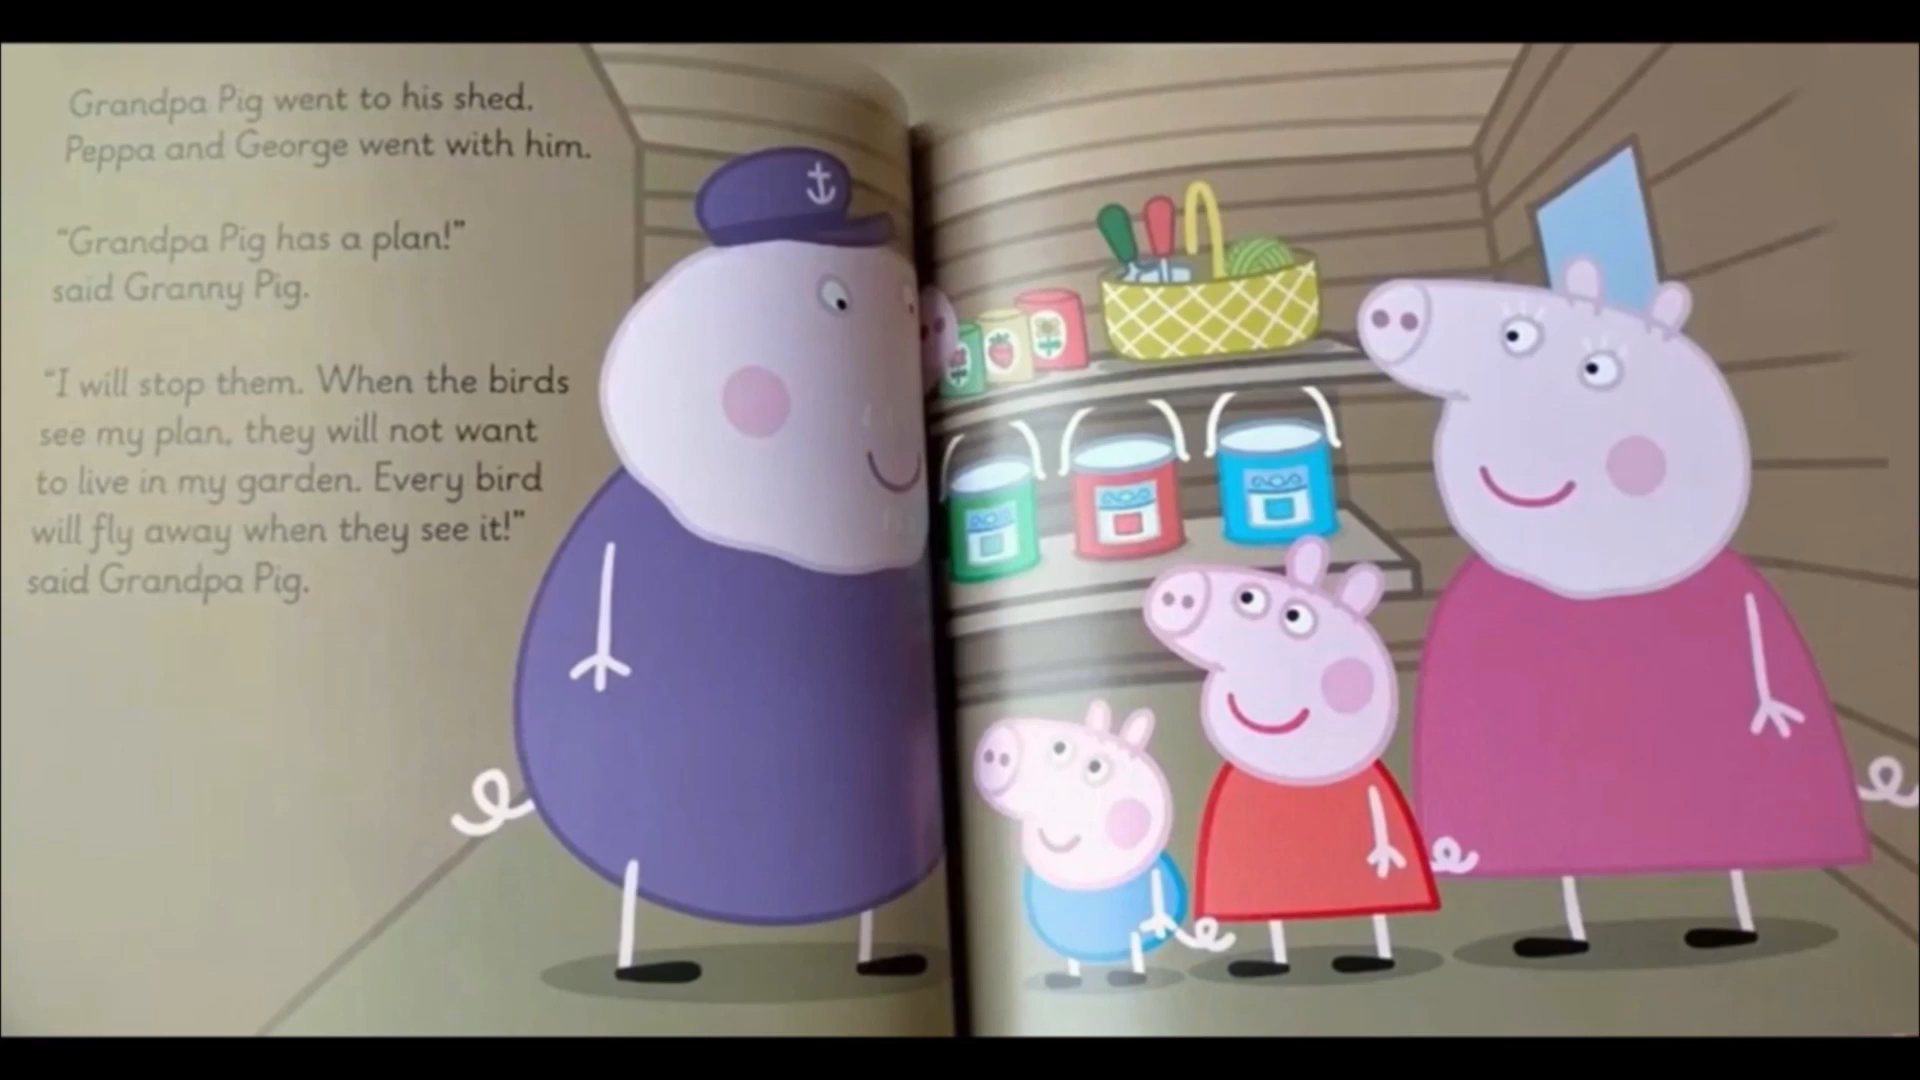 Grandpa Pig went to his shed.
Peppa and George went with him.
“Grandpa Pig has a plan!”
said Granny Pig.
“I will stop them. When the birds
see my plan, they will not want
to live in my garden. Every bird
will fly away when they see it!”
said Grandpa Pig.